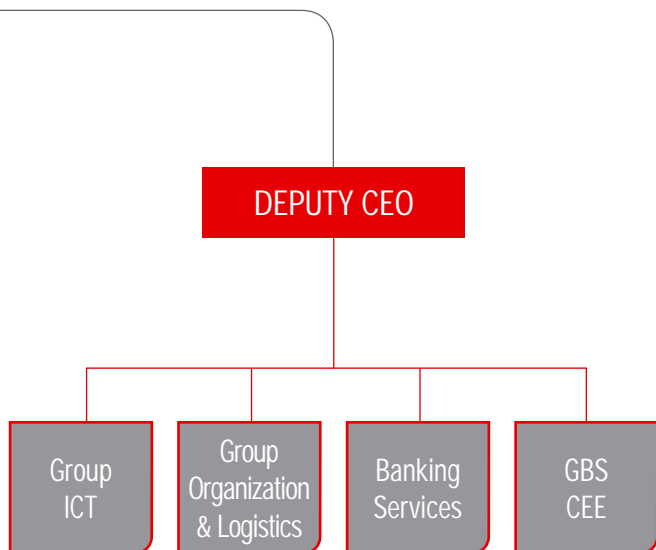 DEPUTY CEO
Group
ICT
Group
Organization
& Logistics
Banking
Services
GBS
CEE